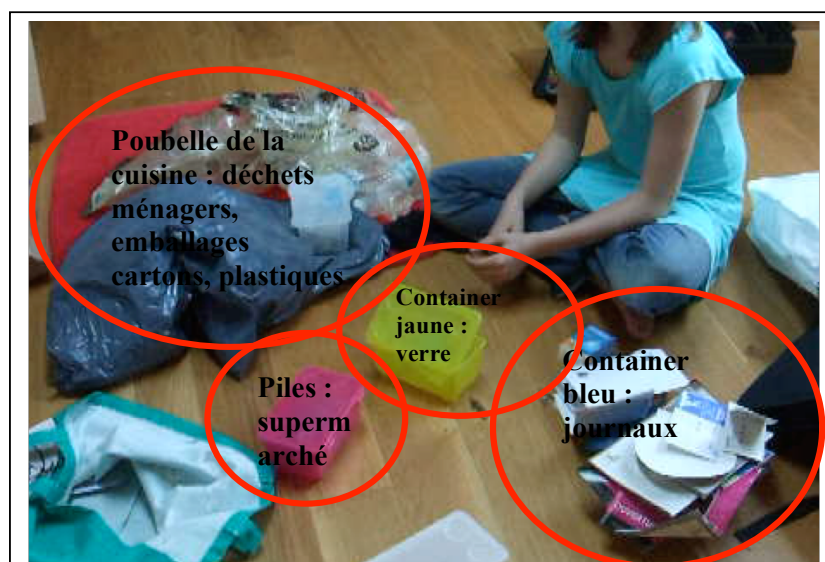 Poubelle de la
cuisine : déchets
ménagers,
emballages
cartons, plastiques
Container
jaune :
verre
Piles :
superm
arché
Container
bleu :
journaux